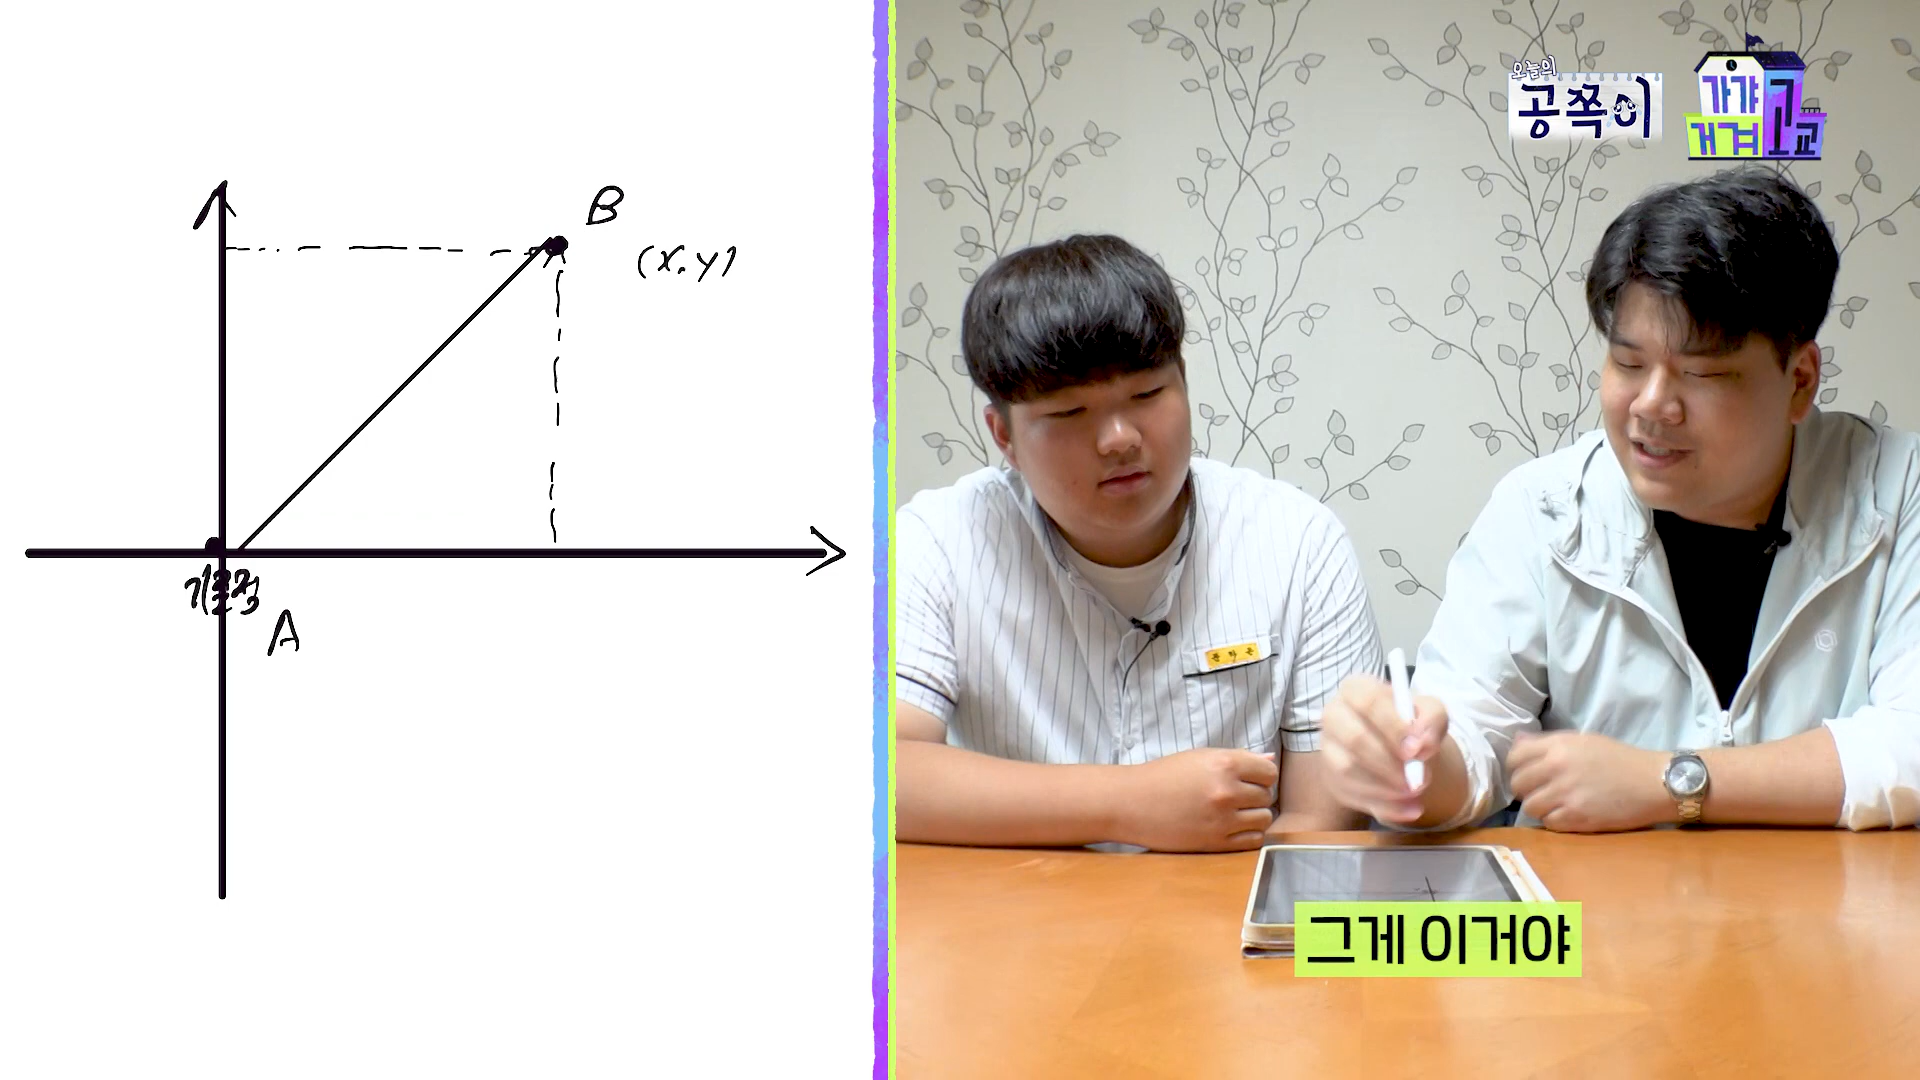 B
(x,y)
기준점
A
오늘의
공쪽이
가갸
거겨
고교
그게 이거야